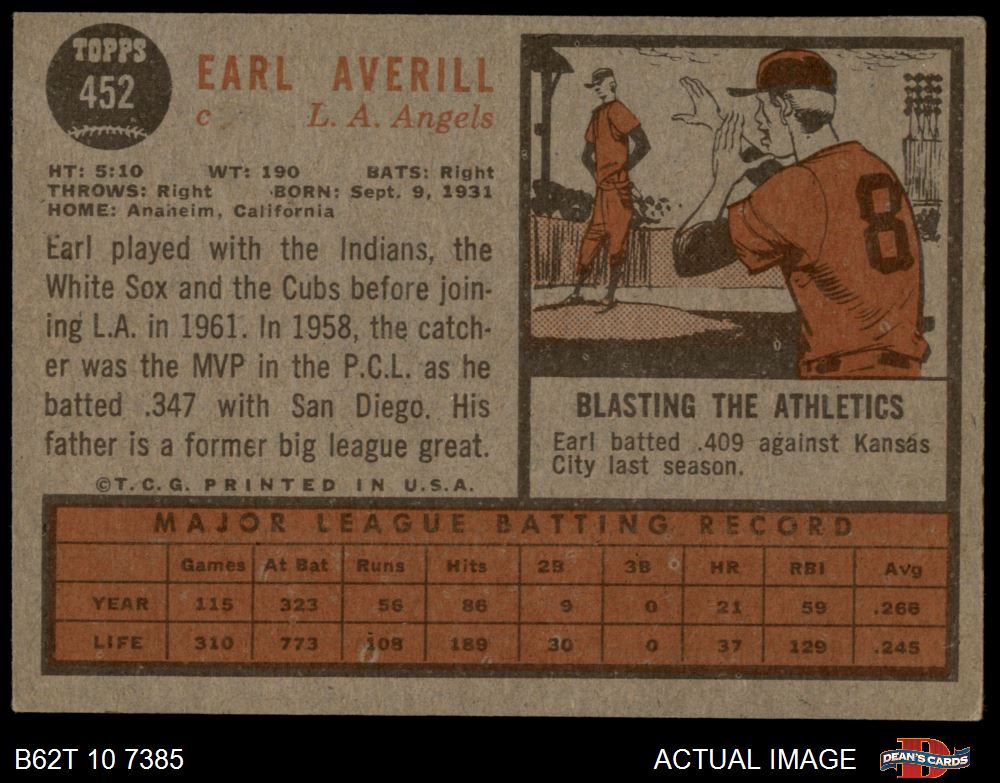 TOPPS
452
EARL AVERILL
C L. A. Angels
HT: 5:10 WT: 190 BATS: Right
THROWS: Right BORN: Sept. 9, 1931
HOME: Anaheim, California
Earl played with the Indians, the
White Sox and the Cubs before join-
ing L.A. in 1961. In 1958, the catch-
er was the MVP in the P.C.L. as he
batted .347 with San Diego. His
father is a former big league great.
©T.C.G. PRINTED IN U.S.A.
8
BLASTING THE ATHLETICS
Earl batted .409 against Kansas
City last season.
MAJOR LEAGUE BATTING RECORD
Games At Bat Runs Hits 2B 3B HR RBI Avg
YEAR 115 323 56 86 9 0 21 59 .266
LIFE 310 773 108 189 30 0 37 129 .245
B62T 10 7385
ACTUAL IMAGE
DEAN'S CARDS